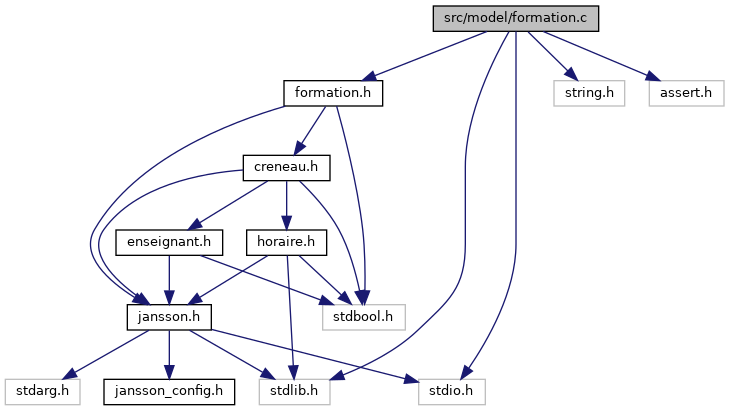 src/model/formation.c
formation.h
string.h
assert.h
creneau.h
enseignant.h
horaire.h
jansson.h
stdbool.h
stdarg.h
jansson_config.h
stdlib.h
stdio.h